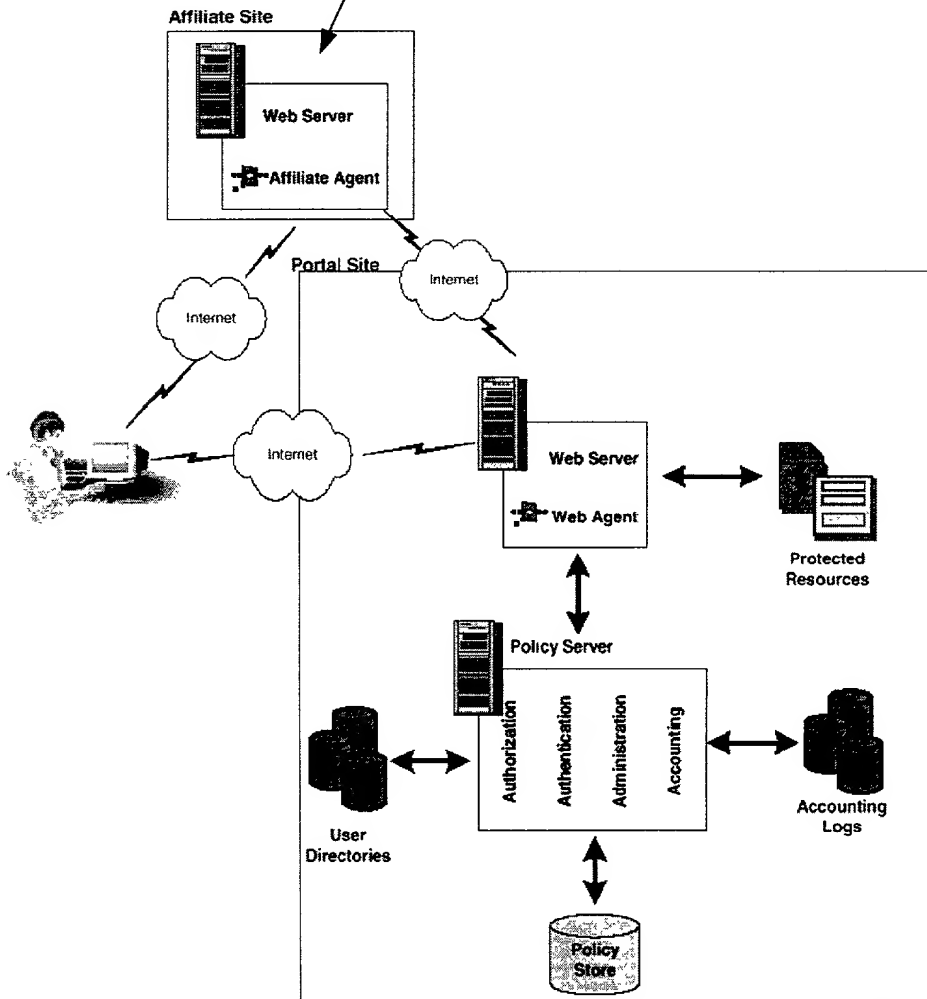 Affiliate Site
Web Server
Affiliate Agent
Portal Site
Internet
Internet
Internet
Web Server
Web Agent
Protected
Resources
Policy Server
Authorization
Authentication
Administration
Accounting
User
Directories
Accounting
Logs
Policy
Store